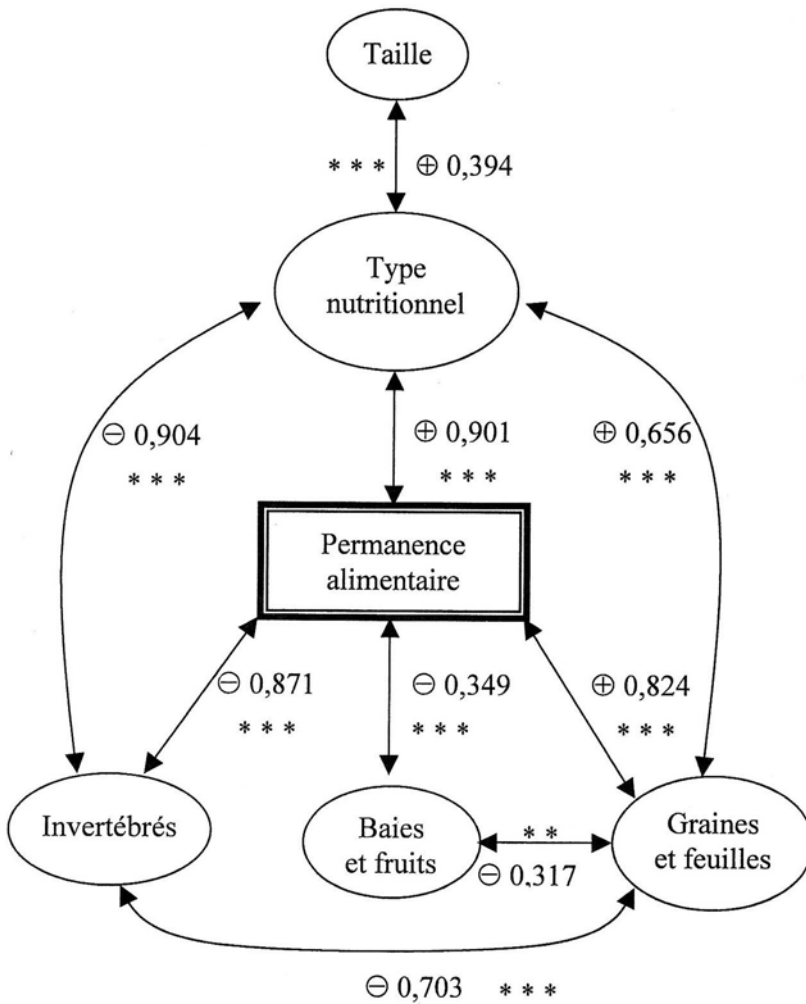 Taille
* * * ⊕ 0,394
Type
nutritionnel
⊖ 0,904
* * *
⊕ 0,901
* * *
⊕ 0,656
* * *
Permanence
alimentaire
⊖ 0,871
* * *
⊖ 0,349
* * *
⊕ 0,824
* * *
Invertébrés
Baies
et fruits
* *
⊖ 0,317
Graines
et feuilles
⊖ 0,703 * * *